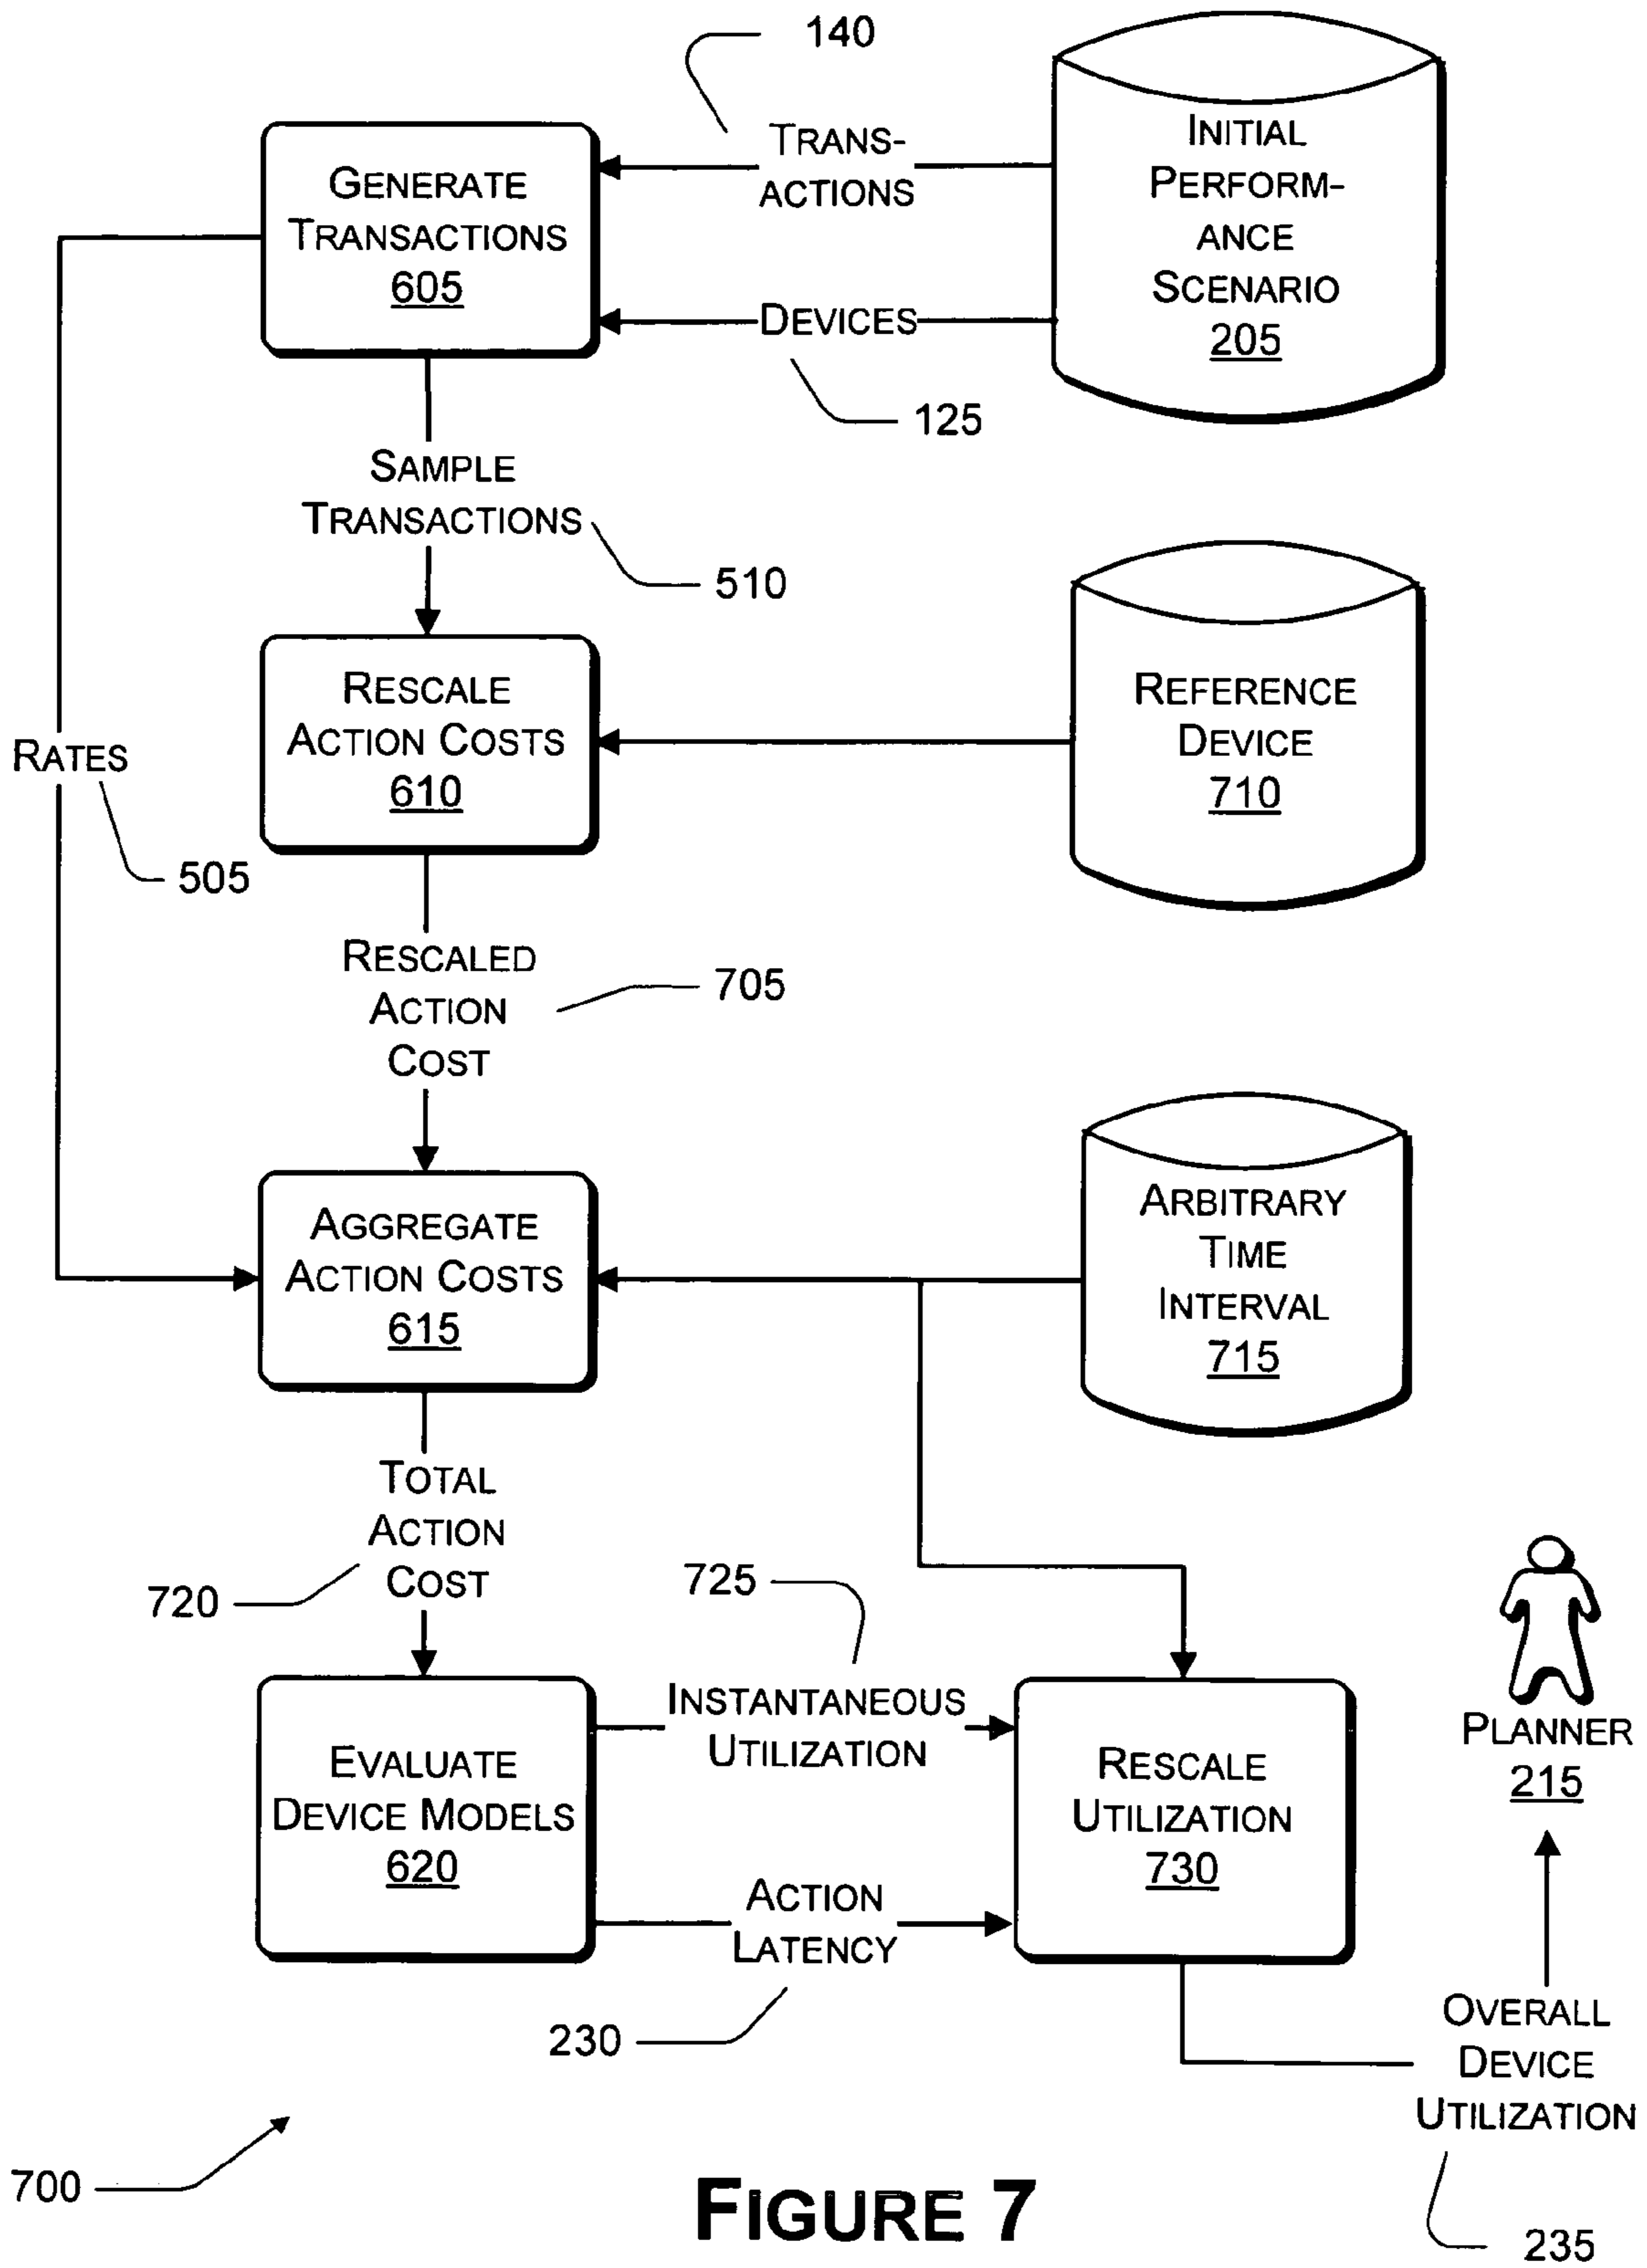 140
TRANS-
ACTIONS
INITIAL
PERFORM-
ANCE
SCENARIO
205
GENERATE
TRANSACTIONS
605
DEVICES
125
SAMPLE
TRANSACTIONS
510
RESCALE
ACTION COSTS
610
REFERENCE
DEVICE
710
RATES
505
RESCALED
ACTION
COST
705
AGGREGATE
ACTION COSTS
615
ARBITRARY
TIME
INTERVAL
715
TOTAL
ACTION
COST
720
725
INSTANTANEOUS
UTILIZATION
EVALUATE
DEVICE MODELS
620
ACTION
LATENCY
230
RESCALE
UTILIZATION
730
PLANNER
215
OVERALL
DEVICE
UTILIZATION
235
700
FIGURE 7